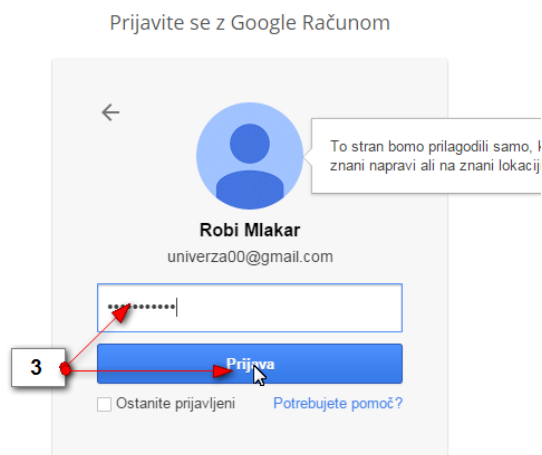 Prijavite se z Google Računom
To stran bomo prilagodili samo,
znani napravi ali na znani lokaciji
Robi Mlakar
univerza00@gmail.com
•••••••••••
3
Prijava
Ostanite prijavljeni
Potrebujete pomoč?